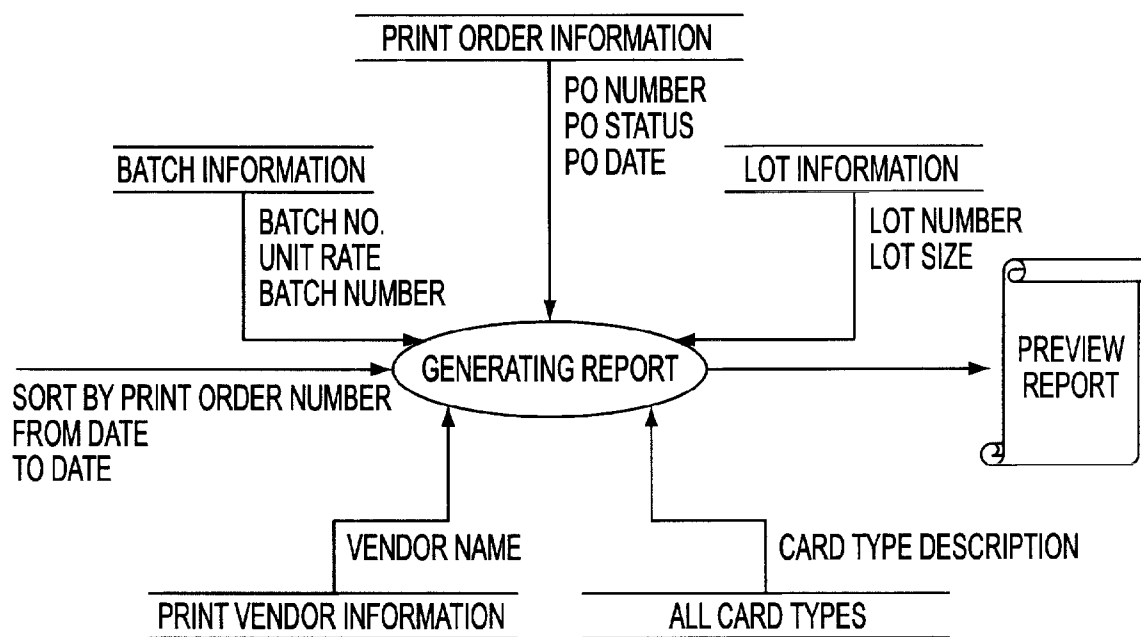 PRINT ORDER INFORMATION
PO NUMBER
PO STATUS
PO DATE
BATCH INFORMATION
BATCH NO.
UNIT RATE
BATCH NUMBER
LOT INFORMATION
LOT NUMBER
LOT SIZE
GENERATING REPORT
PREVIEW
REPORT
SORT BY PRINT ORDER NUMBER
FROM DATE
TO DATE
VENDOR NAME
PRINT VENDOR INFORMATION
CARD TYPE DESCRIPTION
ALL CARD TYPES